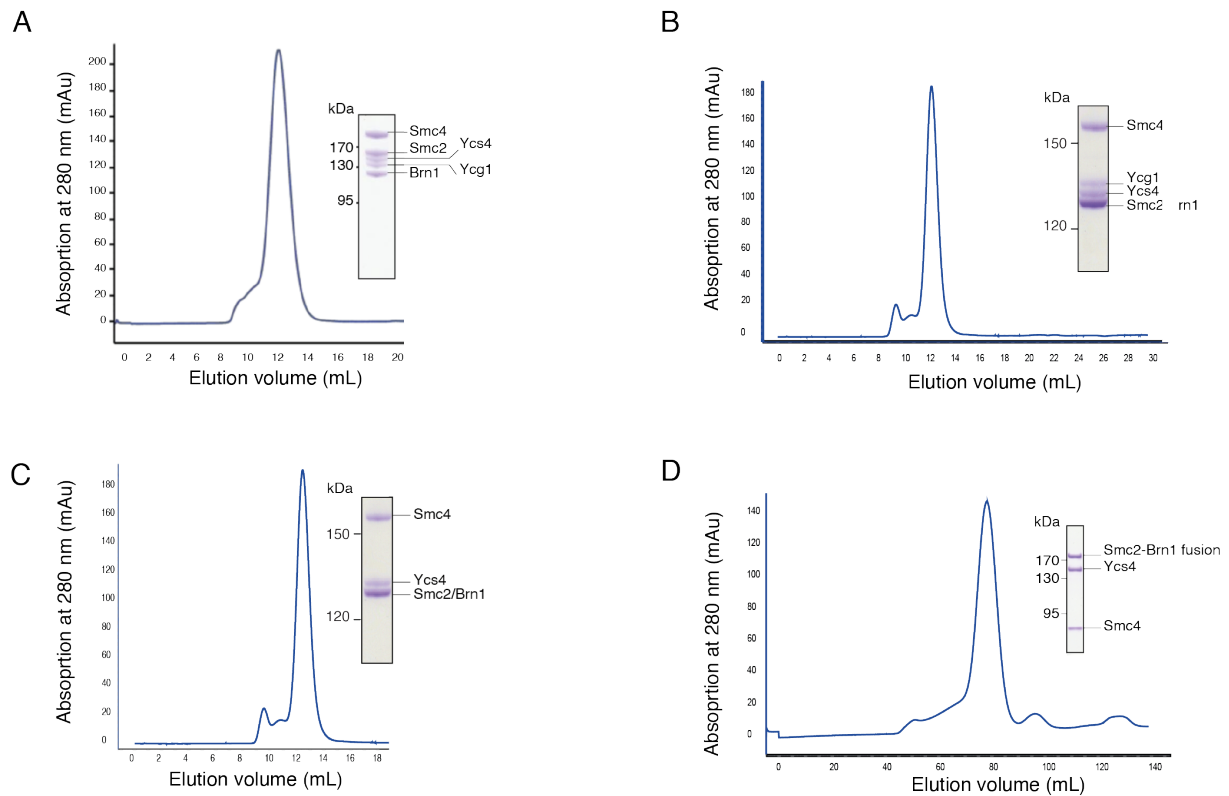 A
Absoprtion at 280 nm (mAu)
200
180
160
140
120
100
80
60
40
20
0
0 2 4 6 8 10 12 14 16 18 20
Elution volume (mL)
kDa
170
130
95
Smc4
Smc2
Ycs4
Ycg1
Brn1
B
Absoprtion at 280 nm (mAu)
180
160
140
120
100
80
60
40
20
0
0 2 4 6 8 10 12 14 16 18 20 22 24 26 28 30
Elution volume (mL)
kDa
150
120
Smc4
Ycg1
Ycs4
Smc2 rn1
C
Absoprtion at 280 nm (mAu)
180
160
140
120
100
80
60
40
20
0
0 2 4 6 8 10 12 14 16 18
Elution volume (mL)
kDa
150
120
Smc4
Ycs4
Smc2/Brn1
D
Absoprtion at 280 nm (mAu)
140
120
100
80
60
40
20
0
0 20 40 60 80 100 120 140
Elution volume (mL)
kDa
170
130
95
Smc2-Brn1 fusion
Ycs4
Smc4